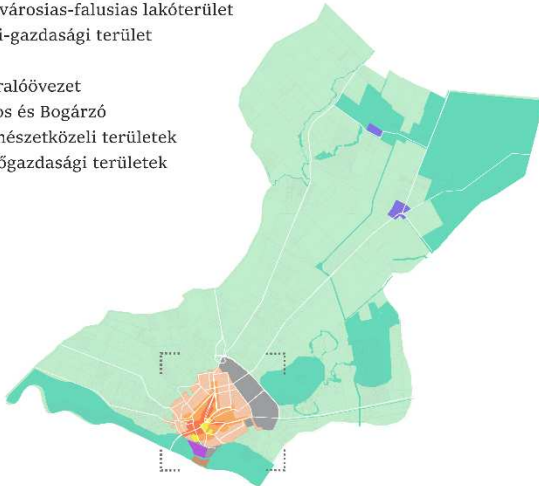 városias-falusias lakóterület
i-gazdasági terület
ralóövezet
os és Bogárzó
nészetközeli területek
őgazdasági területek